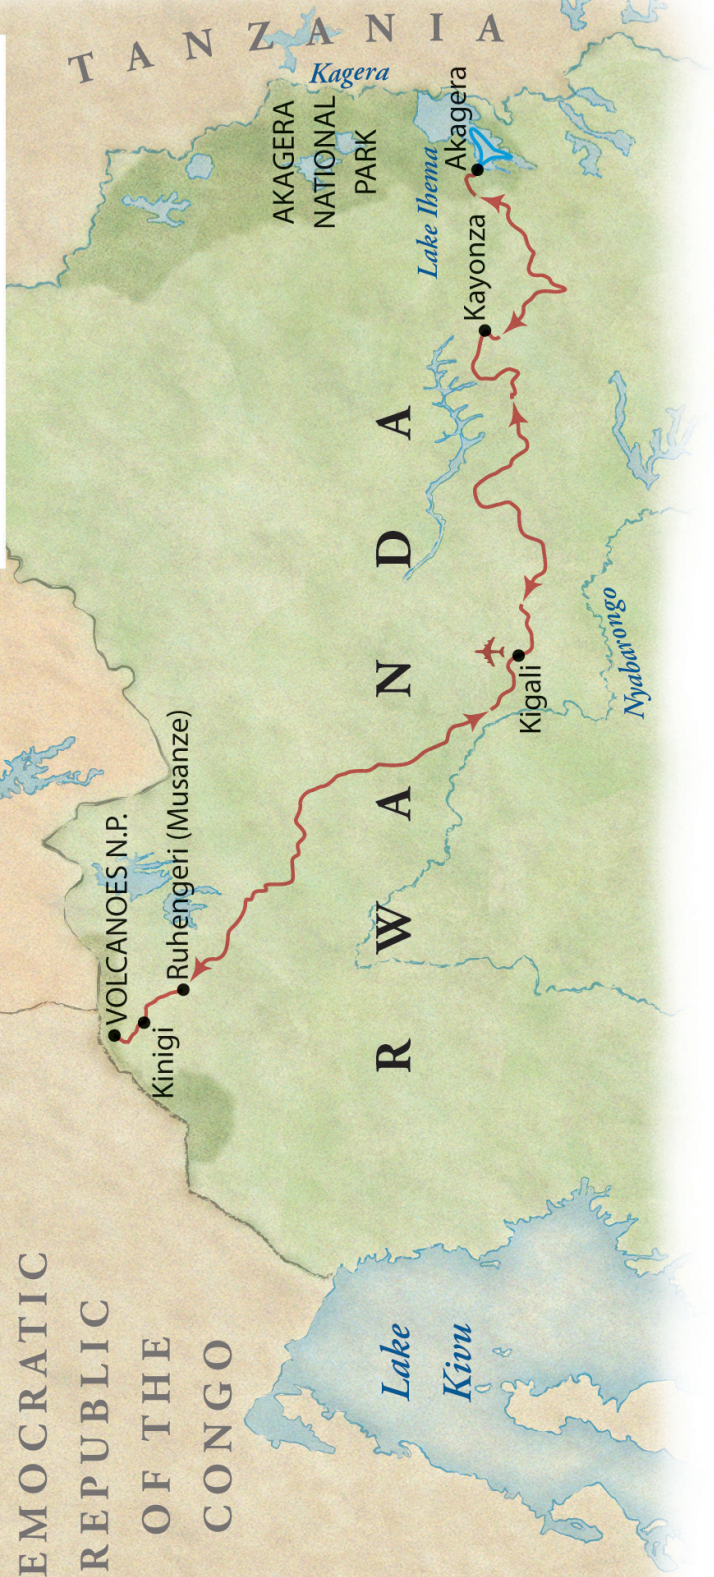 TANZANIA
Kagera
AKAGERA
NATIONAL
PARK
Lake Ihema
Akagera
Kayonza
RWANDA
Kigali
Nyabarongo
VOLCANOES N.P.
Ruhengeri (Musanze)
Kinigi
EMOCRATIC
REPUBLIC
OF THE
CONGO
Lake
Kivu